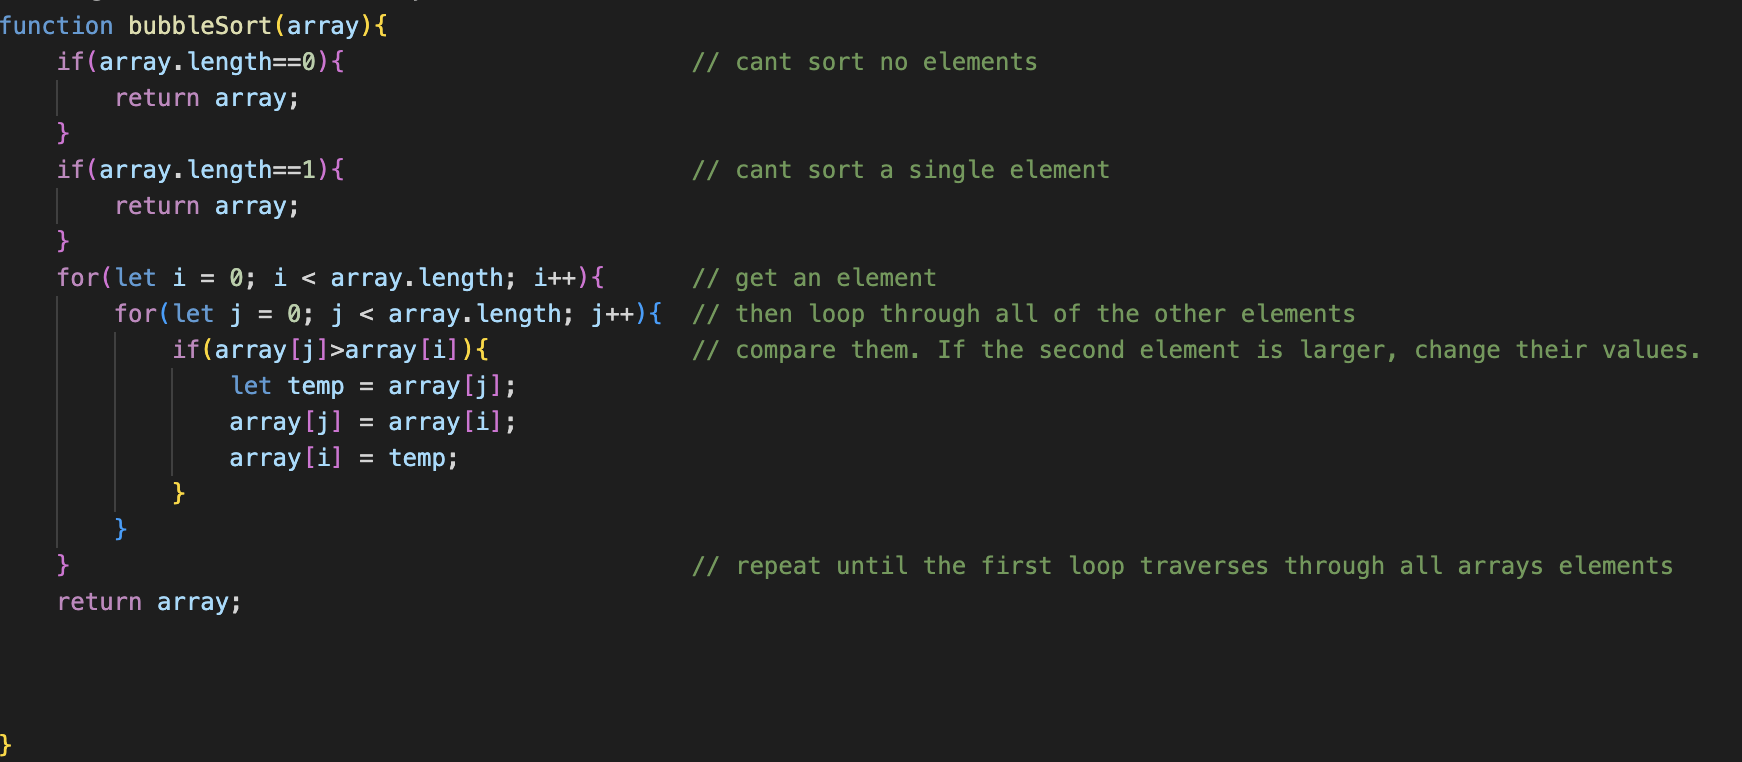 function bubbleSort(array){
    if(array.length==0){                        // cant sort no elements
        return array;
    }
    if(array.length==1){                        // cant sort a single element
        return array;
    }
    for(let i = 0; i < array.length; i++){      // get an element
        for(let j = 0; j < array.length; j++){  // then loop through all of the other elements
            if(array[j]>array[i]){              // compare them. If the second element is larger, change their values.
                let temp = array[j];
                array[j] = array[i];
                array[i] = temp;
            }
        }
    }                                           // repeat until the first loop traverses through all arrays elements
    return array;
}